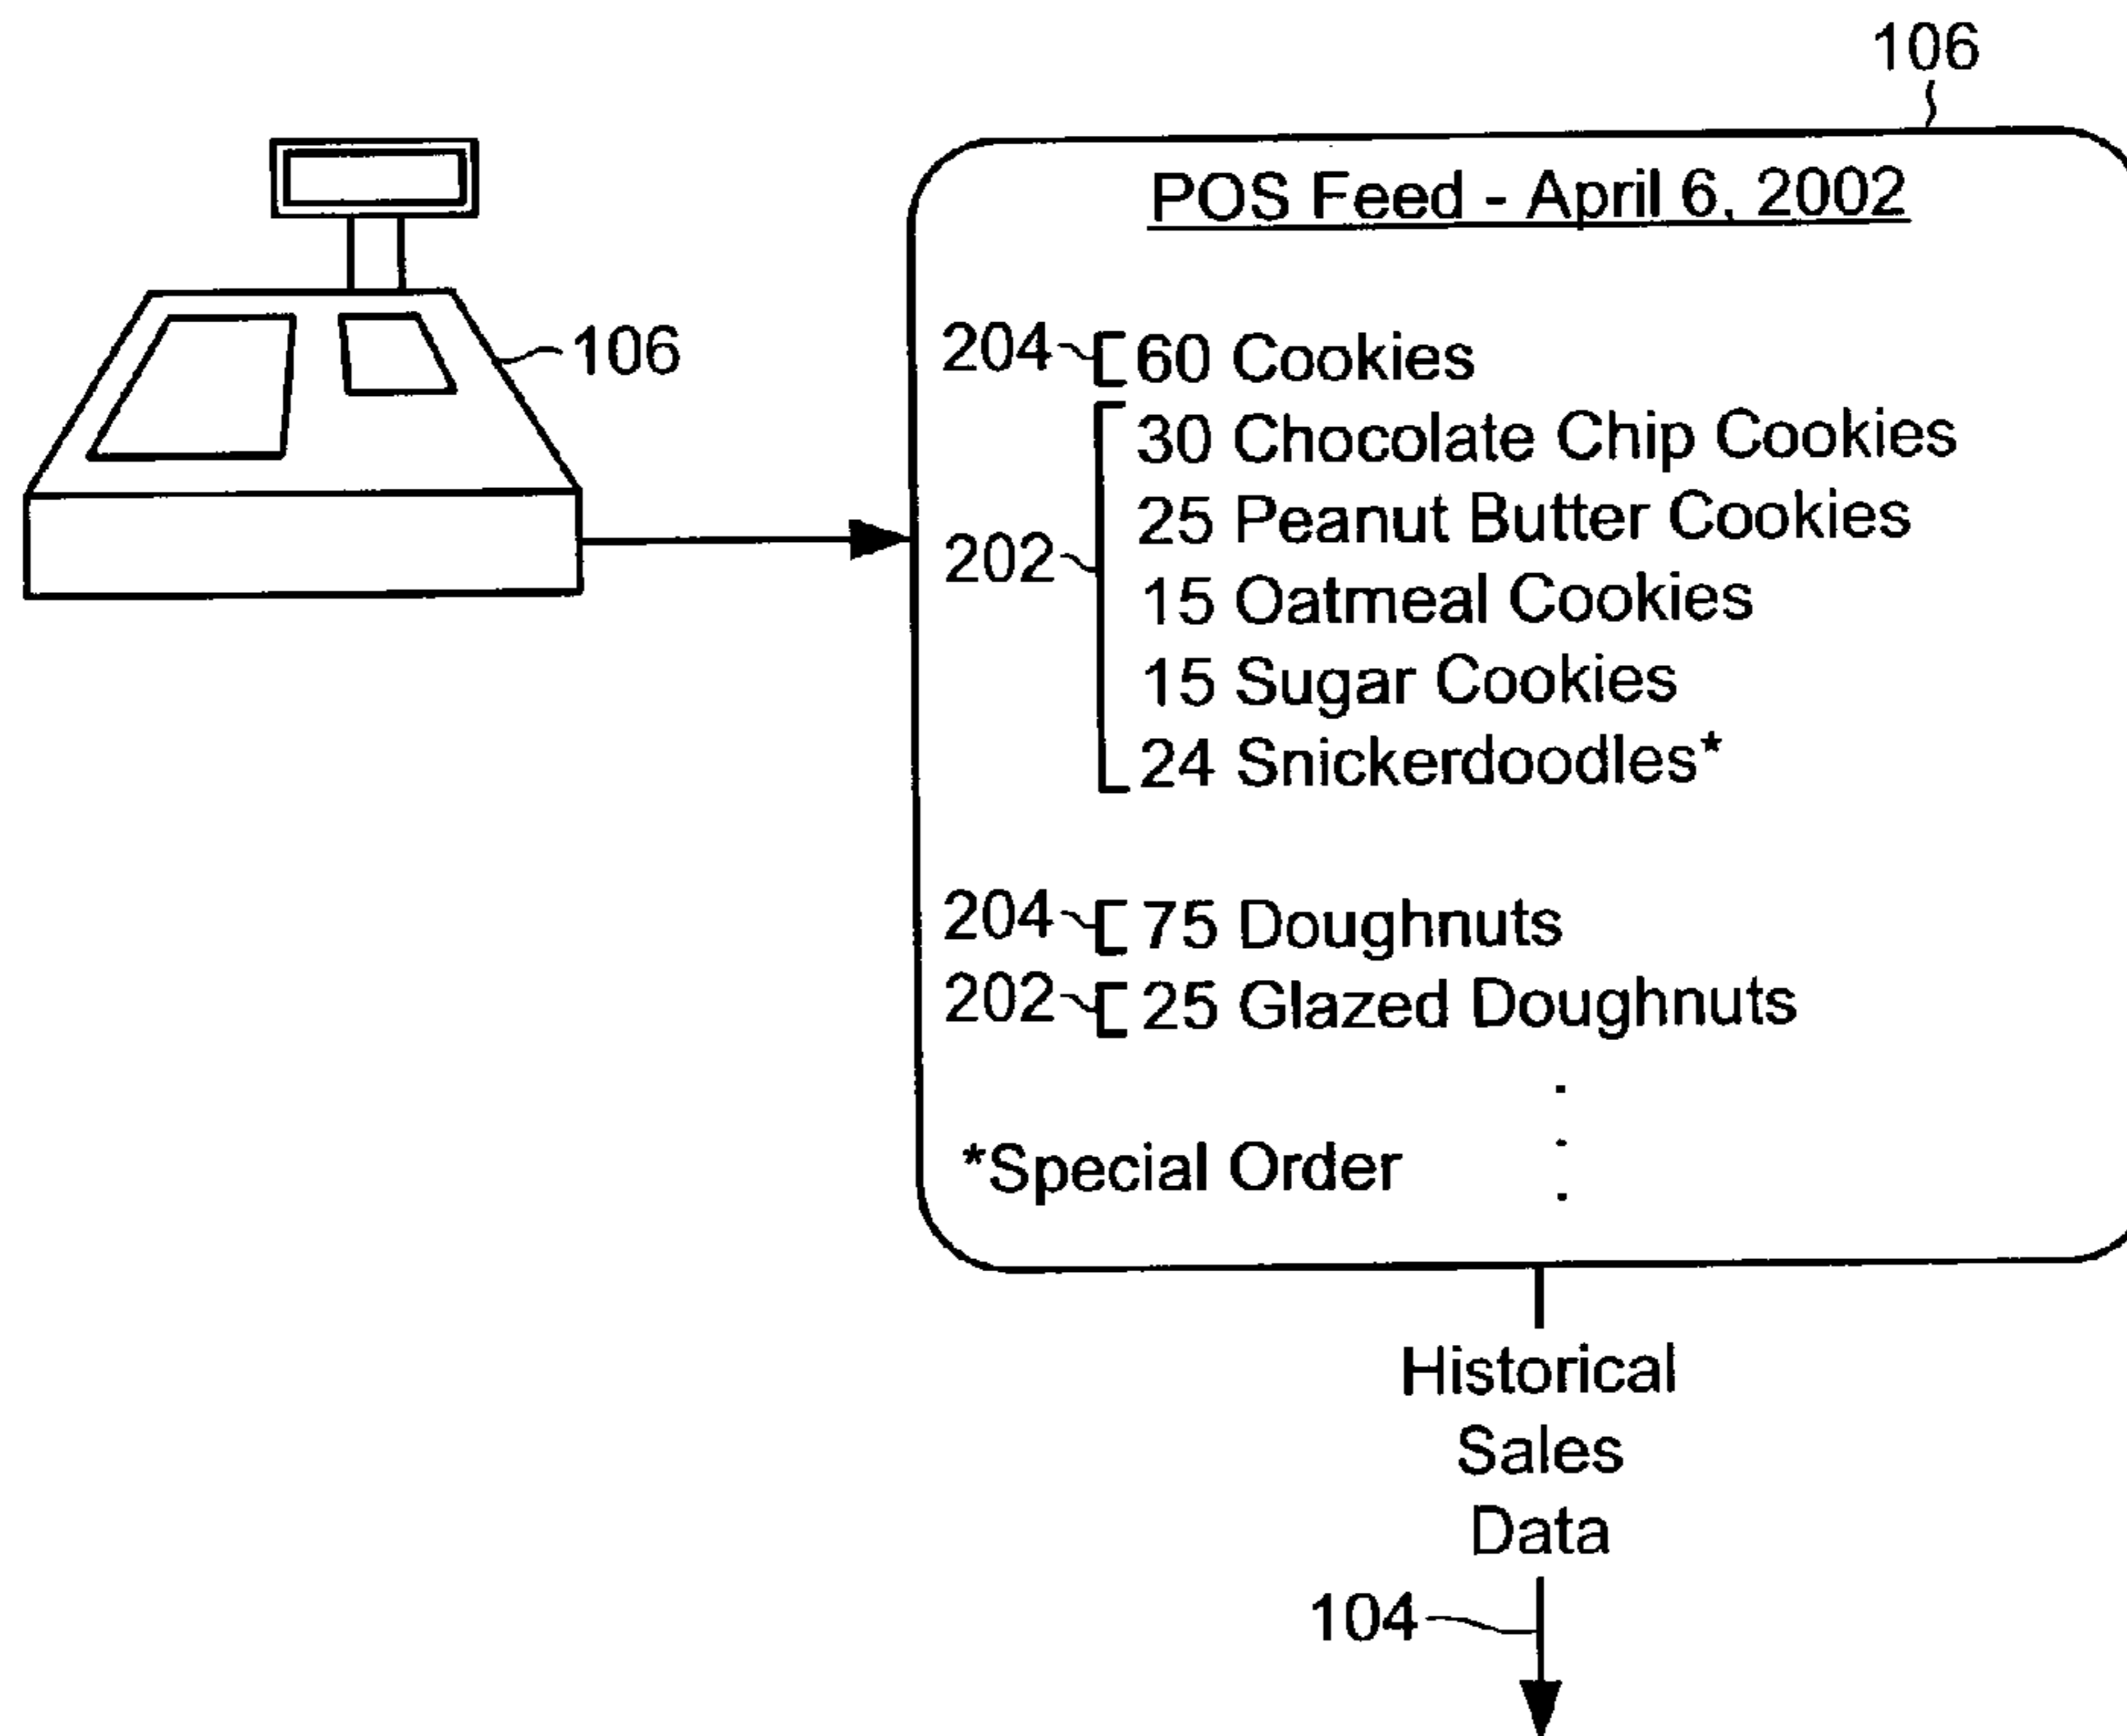 106
POS Feed - April 6, 2002
106
204 60 Cookies
30 Chocolate Chip Cookies
25 Peanut Butter Cookies
202
15 Oatmeal Cookies
15 Sugar Cookies
24 Snickerdoodles*
204 75 Doughnuts
202 25 Glazed Doughnuts
*Special Order
Historical
Sales
Data
104